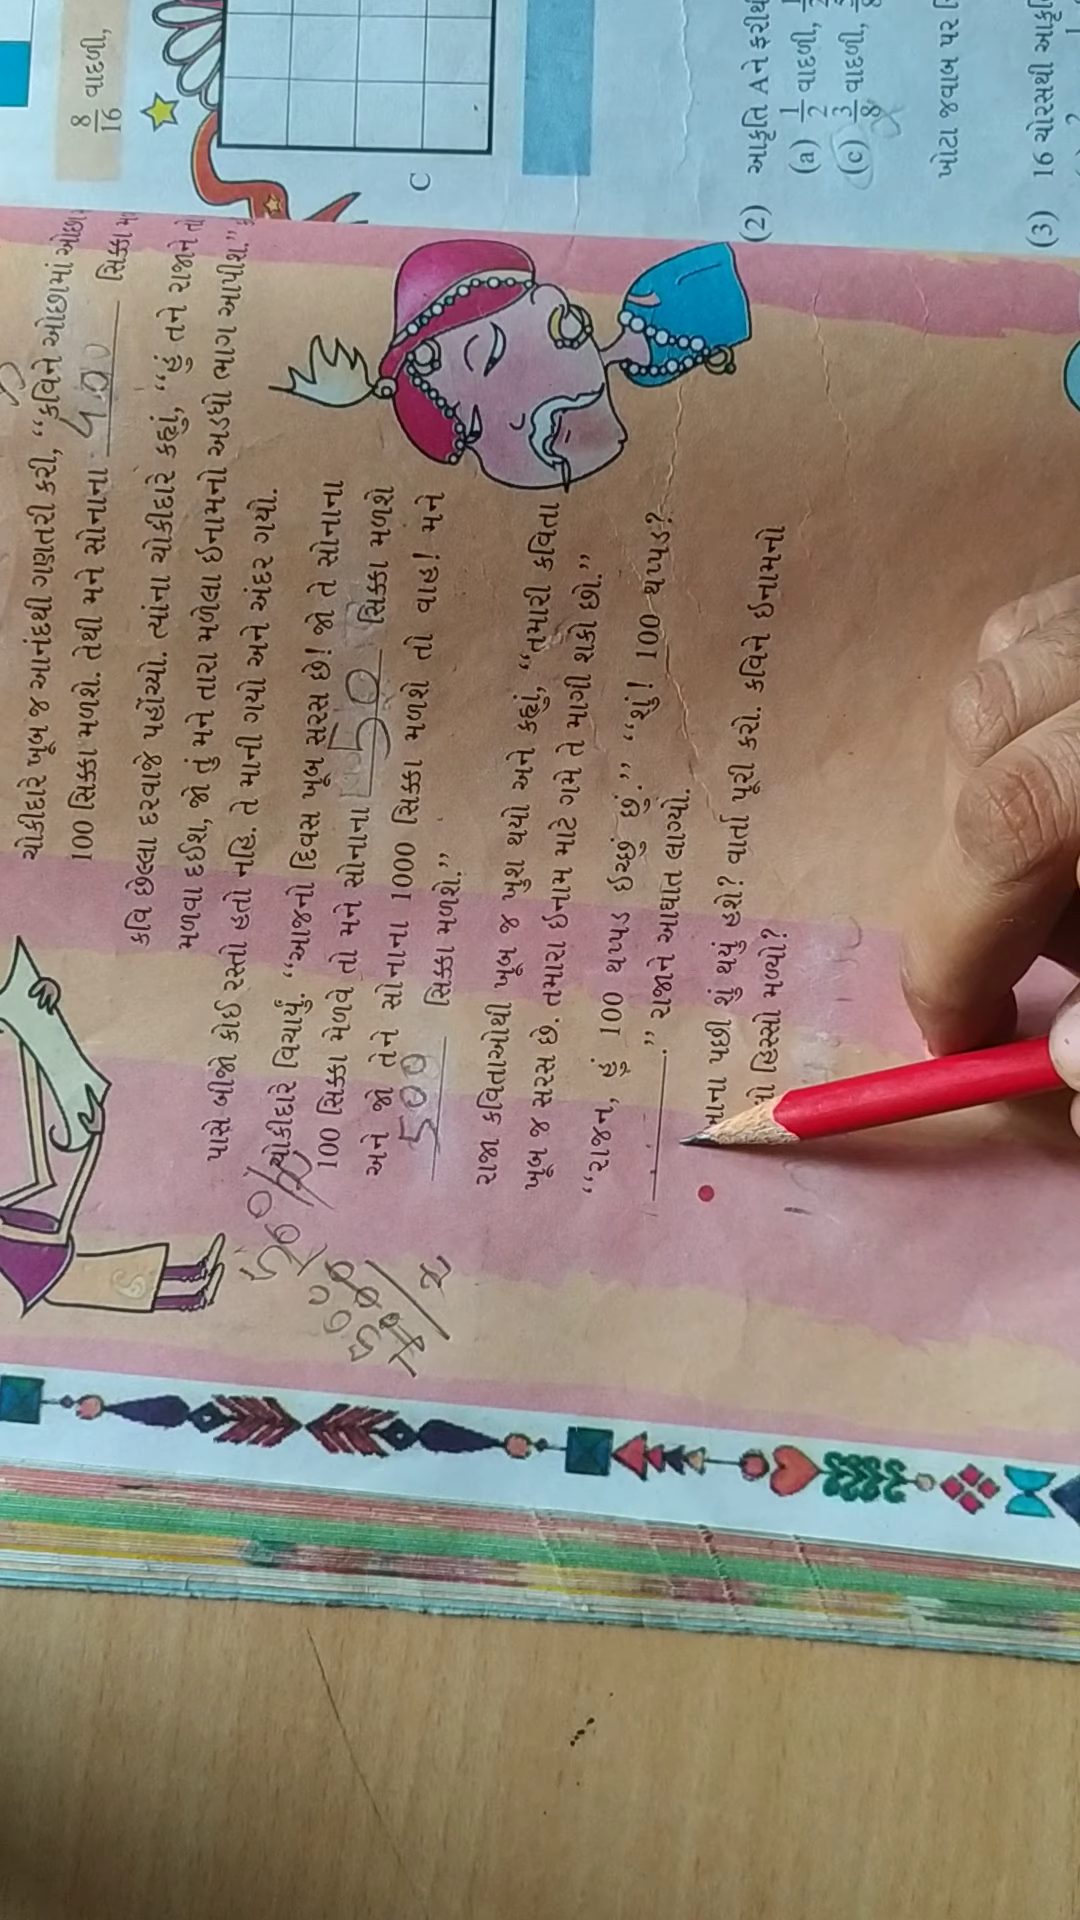 ચોકીદારે ખૂબ જ આનંદથી ગણતરી કરી, “કવિને ઓછામાં ઓછા
100 સિક્કા મળશે. તેથી મને સોનાના સિક્કા
કવિ છેલ્લા દરવાજે પહોંચ્યો. ત્યાંના ચોકીદારે કહ્યું, “હું તને રાજાને તો
મળવા દઈશ, જો તું મને તારા મળેલા ઈનામનો અડધો ભાગ આપીશ.”
પાસે બીજો કોઈ રસ્તો હતો નહિ. તે માની ગયો અને અંદર ગયો.
ચોકીદારે વિચાર્યું, “આજનો દિવસ ખૂબ સરસ છે! જો તે સોનાના
100 સિક્કા મેળવે તો મને સોનાના 50 સિક્કા મળશે
અને જો તેને સોનાના 1000 સિક્કા મળશે તો વાહ! મને
500 સિક્કા મળશે.”
રાજા કવિતાઓથી ખૂબ જ ખુશ થયો અને કહ્યું, “તમારી કવિતા
ખૂબ જ સરસ છે. તમારા ઈનામ માટે ગમે તે માગી શકો છો.”
“રાજન, હું 100 થપ્પડ ઈચ્છું છું.” “શું! 100 થપ્પડ?
.” રાજાને આઘાત લાગ્યો.
પછી શું થયું હશે? વાર્તા પૂરી કરો. કવિને ઈનામનો
હિસ્સો મળ્યો?
8/16 વાદળી,
C
(2) આકૃતિ A ને ફરીથી
(a) 1/2 વાદળી,
(c) 3/8 વાદળી,
ખોટા જવાબ પર
(3) 16 ચોરસથી